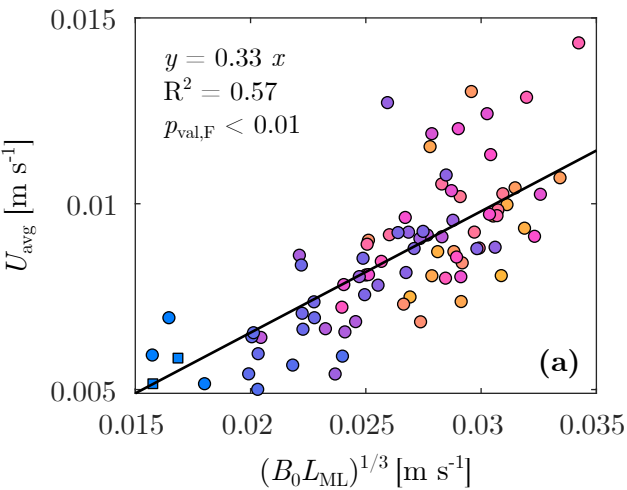 0.015
y = 0.33 x
R² = 0.57
p_val,F < 0.01
U_avg [m s⁻¹]
0.01
0.005
(a)
0.015 0.02 0.025 0.03 0.035
(B₀L_ML)^1/3 [m s⁻¹]